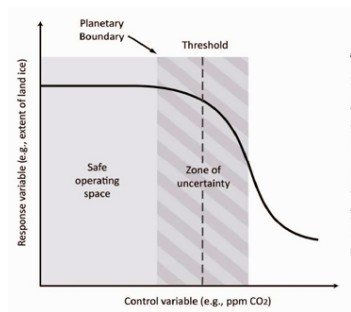 Planetary
Boundary
Threshold
Response variable (e.g., extent of land ice)
Safe
operating
space
Zone of
uncertainty
Control variable (e.g., ppm CO2)